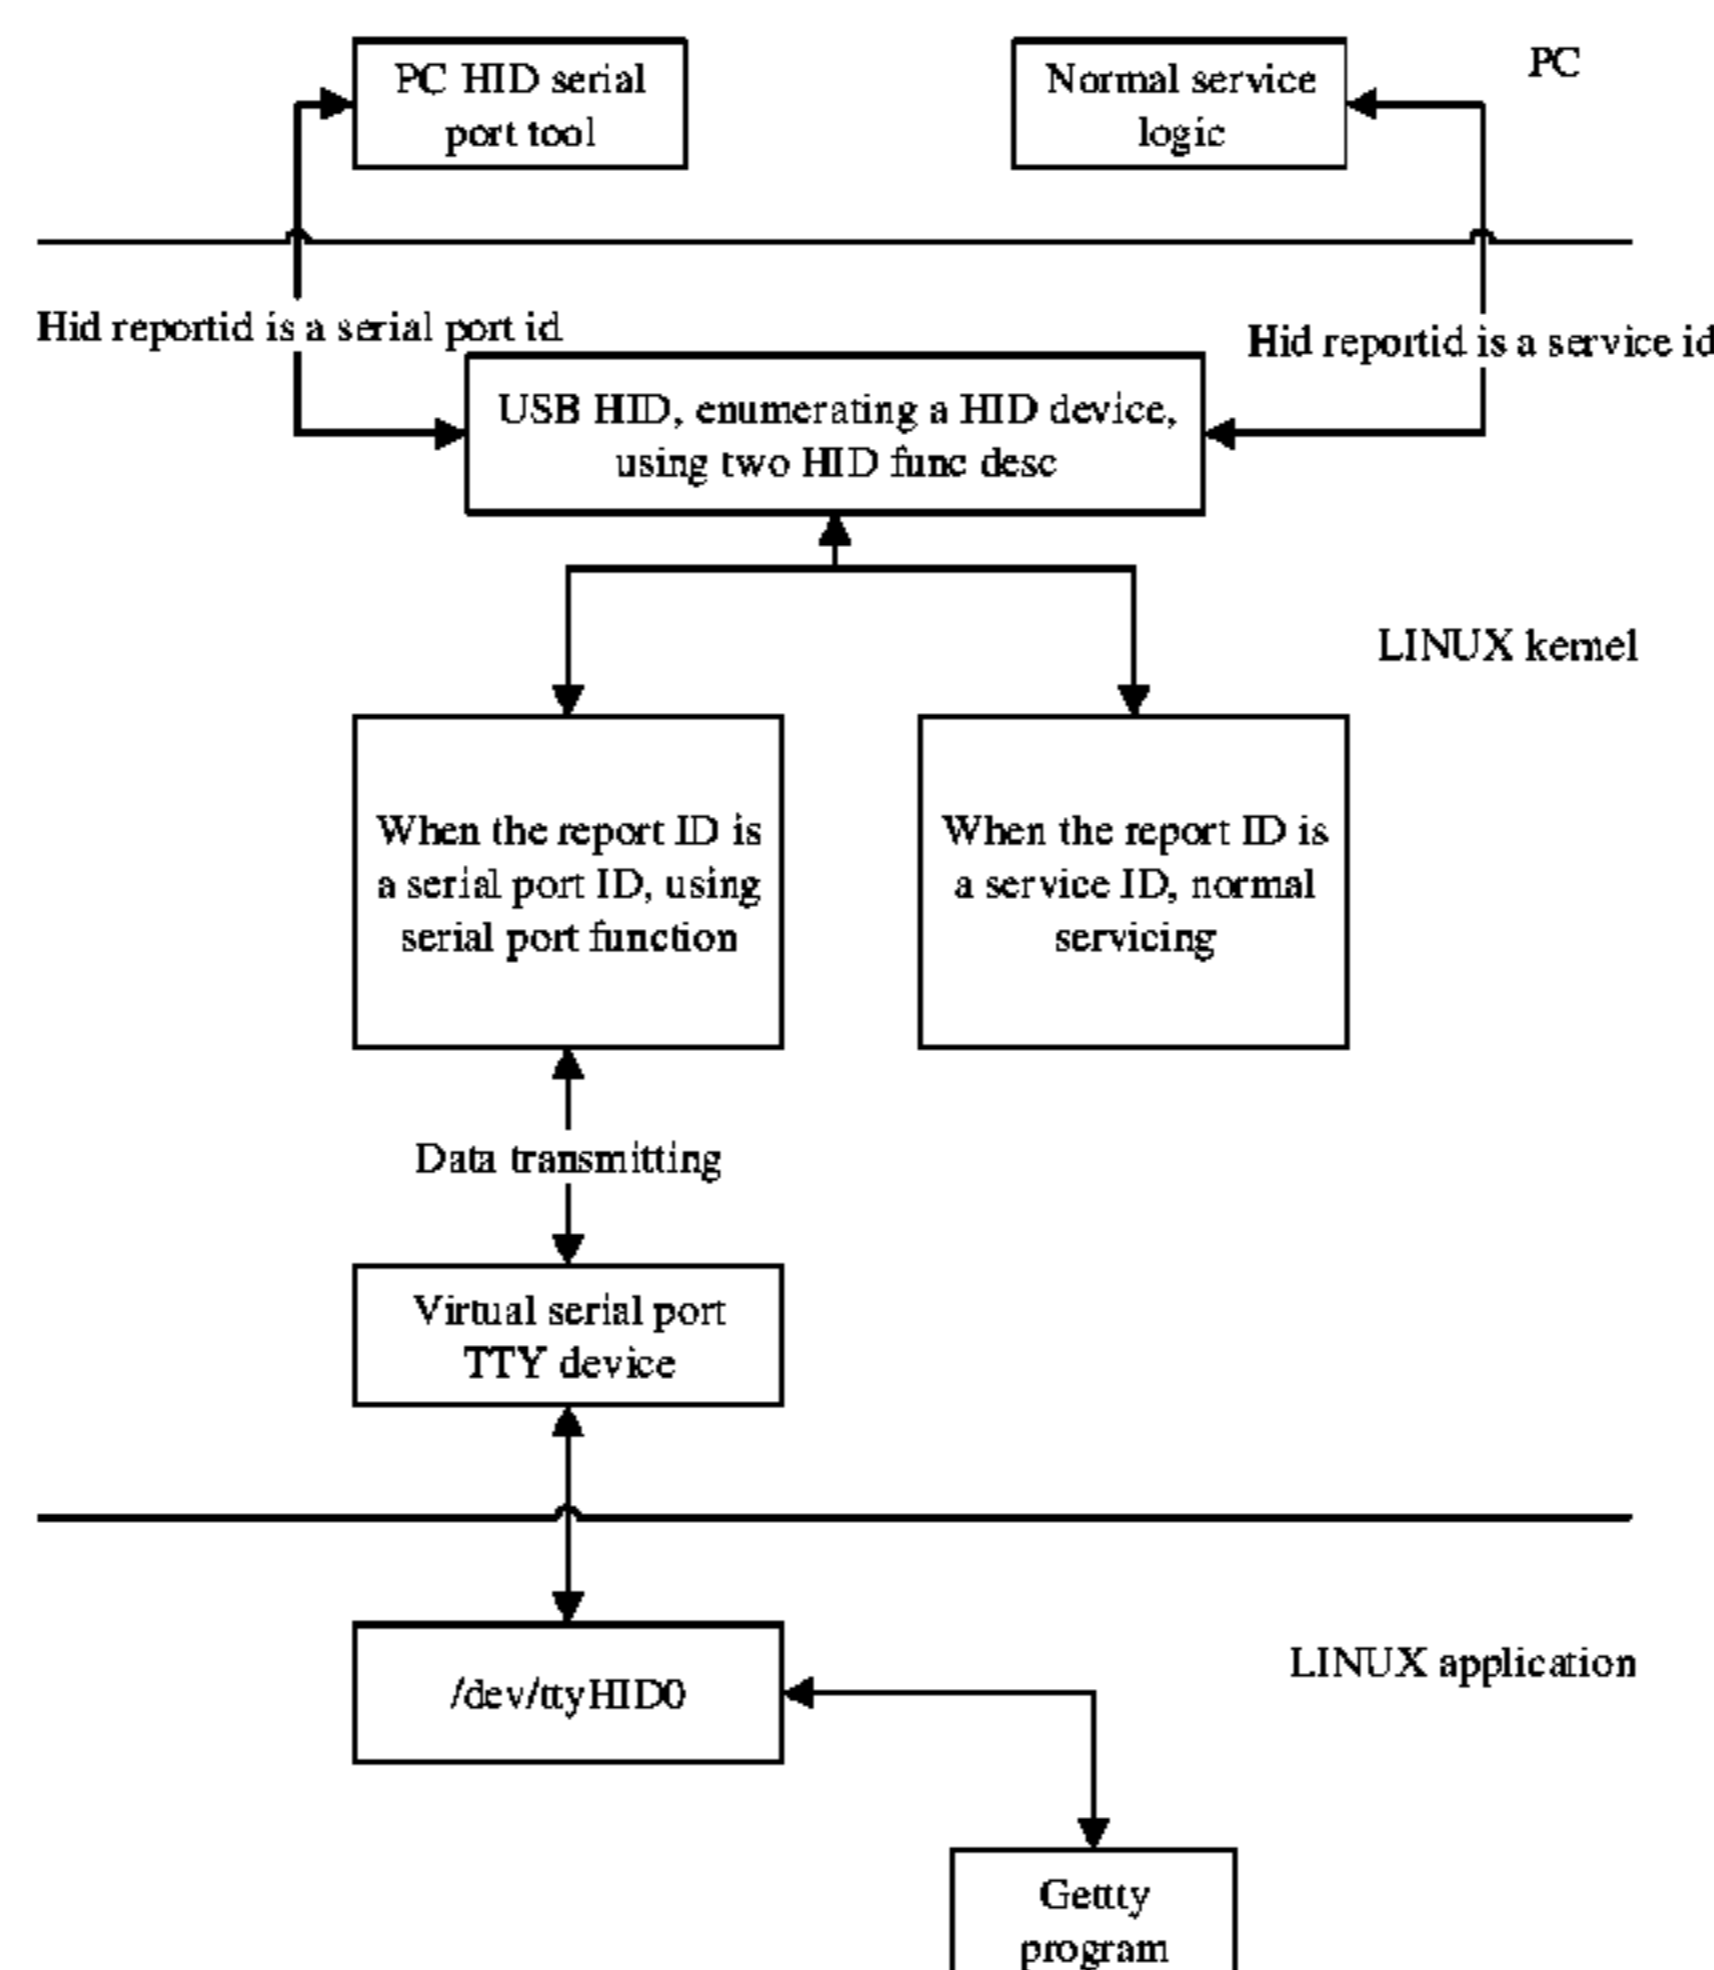 PC HID serial
port tool
Normal service
logic
PC
Hid reportid is a serial port id
Hid reportid is a service id
USB HID, enumerating a HID device,
using two HID func desc
LINUX kernel
When the report ID is
a serial port ID, using
serial port function
When the report ID is
a service ID, normal
servicing
Data transmitting
Virtual serial port
TTY device
/dev/ttyHID0
LINUX application
Gettty
program